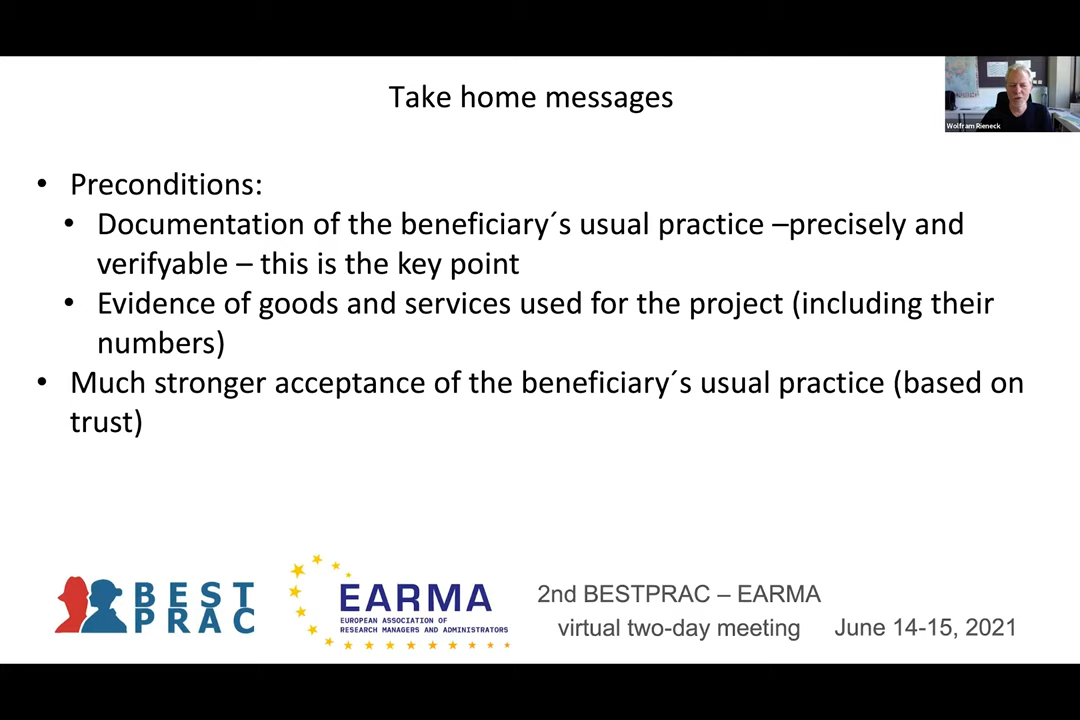 Take home messages
Wolfram Rieneck
• Preconditions:
• Documentation of the beneficiary´s usual practice –precisely and
verifyable – this is the key point
• Evidence of goods and services used for the project (including their
numbers)
• Much stronger acceptance of the beneficiary´s usual practice (based on
trust)
BEST
PRAC
EARMA
EUROPEAN ASSOCIATION OF
RESEARCH MANAGERS AND ADMINISTRATORS
2nd BESTPRAC – EARMA
virtual two-day meeting June 14-15, 2021